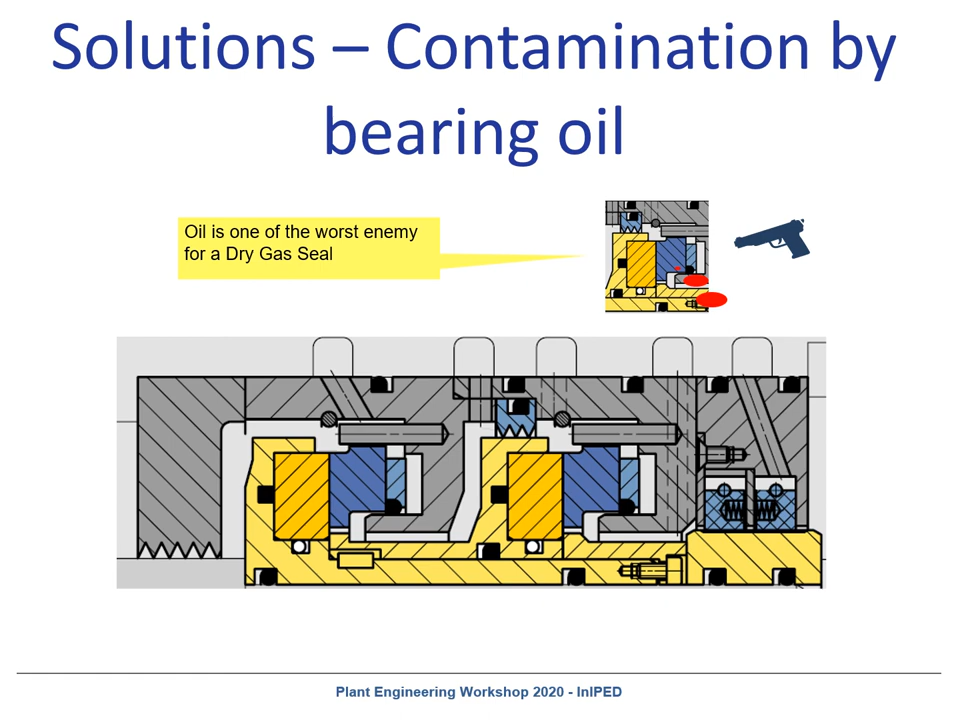 Solutions – Contamination by
bearing oil
Oil is one of the worst enemy
for a Dry Gas Seal
Plant Engineering Workshop 2020 - InIPED